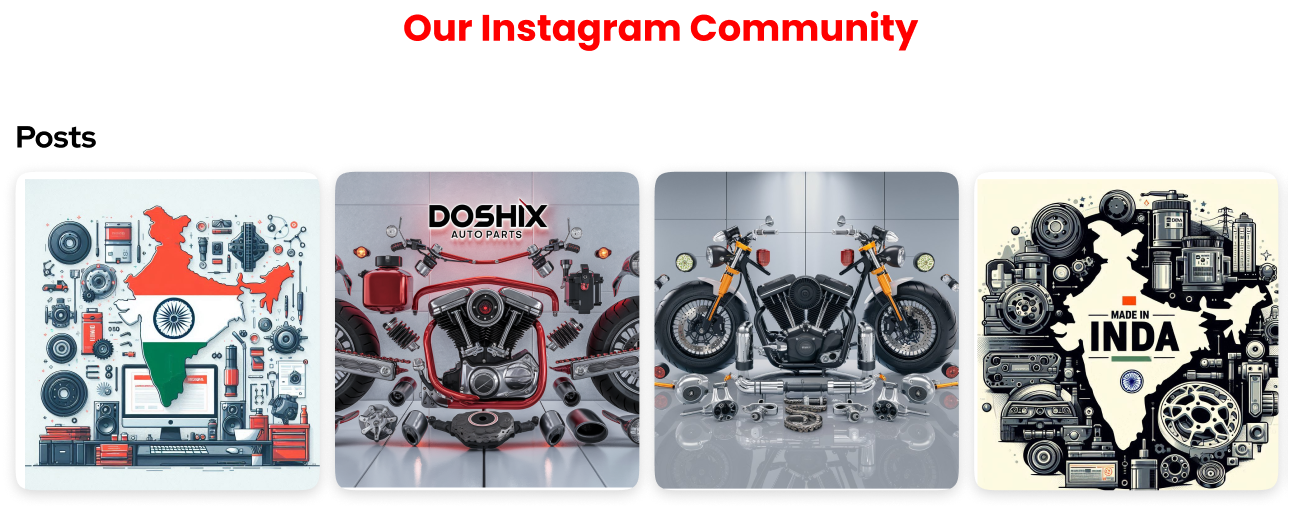 Our Instagram Community
Posts
DOSHIX
AUTO PARTS
MADE IN
INDA